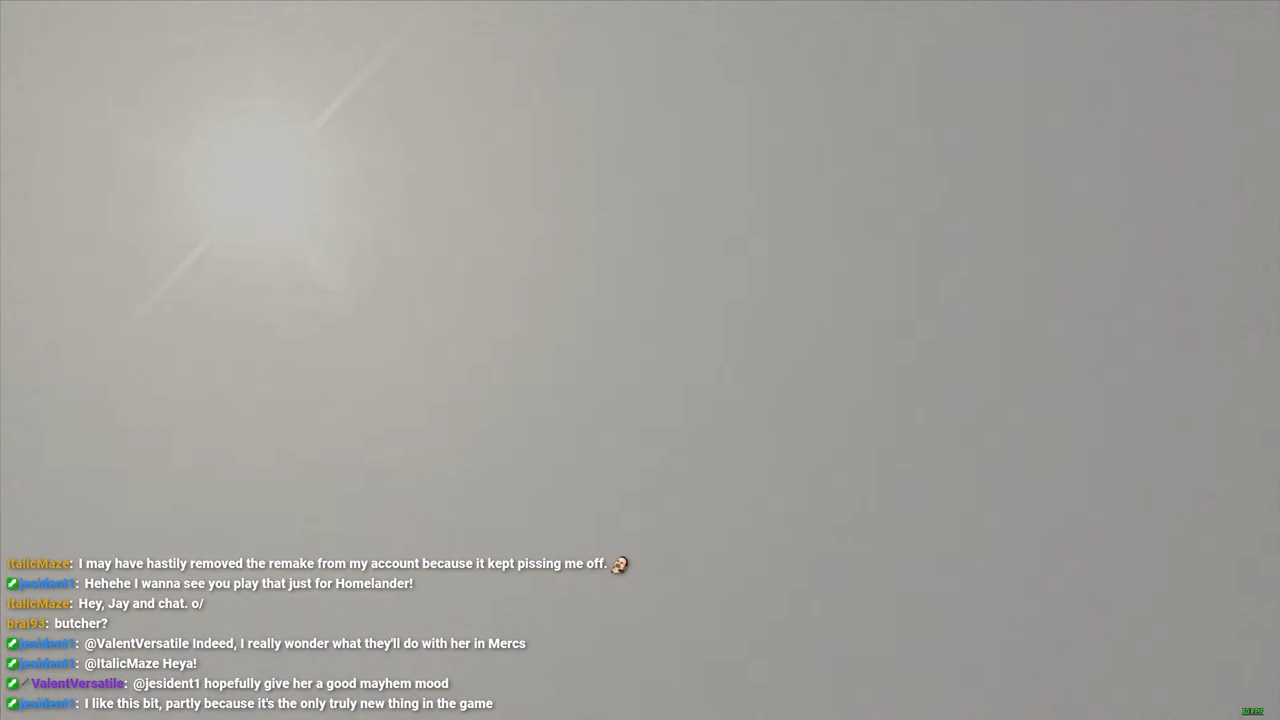 ItalicMaze: I may have hastily removed the remake from my account because it kept pissing me off.
jesident1: Hehehe I wanna see you play that just for Homelander!
ItalicMaze: Hey, Jay and chat. o/
brai93: butcher?
jesident1: @ValentVersatile Indeed, I really wonder what they'll do with her in Mercs
jesident1: @ItalicMaze Heya!
ValentVersatile: @jesident1 hopefully give her a good mayhem mood
jesident1: I like this bit, partly because it's the only truly new thing in the game